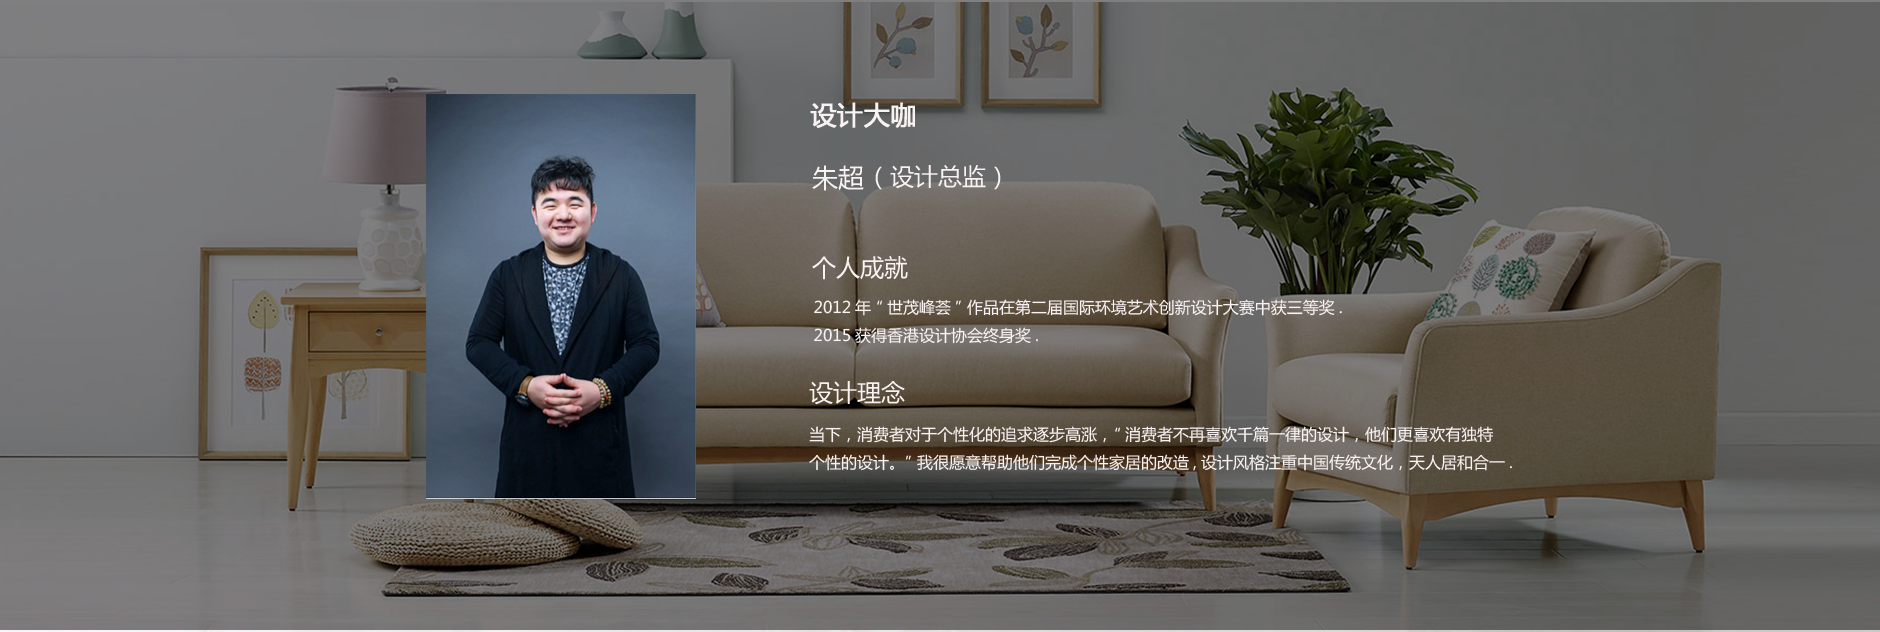 设计大咖
朱超（设计总监）
个人成就
2012 年 “ 世茂峰荟 ” 作品在第二届国际环境艺术创新设计大赛中获三等奖 .
2015 获得香港设计协会终身奖 .
设计理念
当下，消费者对于个性化的追求逐步高涨，“ 消费者不再喜欢千篇一律的设计，他们更喜欢有独特
个性的设计。” 我很愿意帮助他们完成个性家居的改造 , 设计风格注重中国传统文化，天人居和合一 .